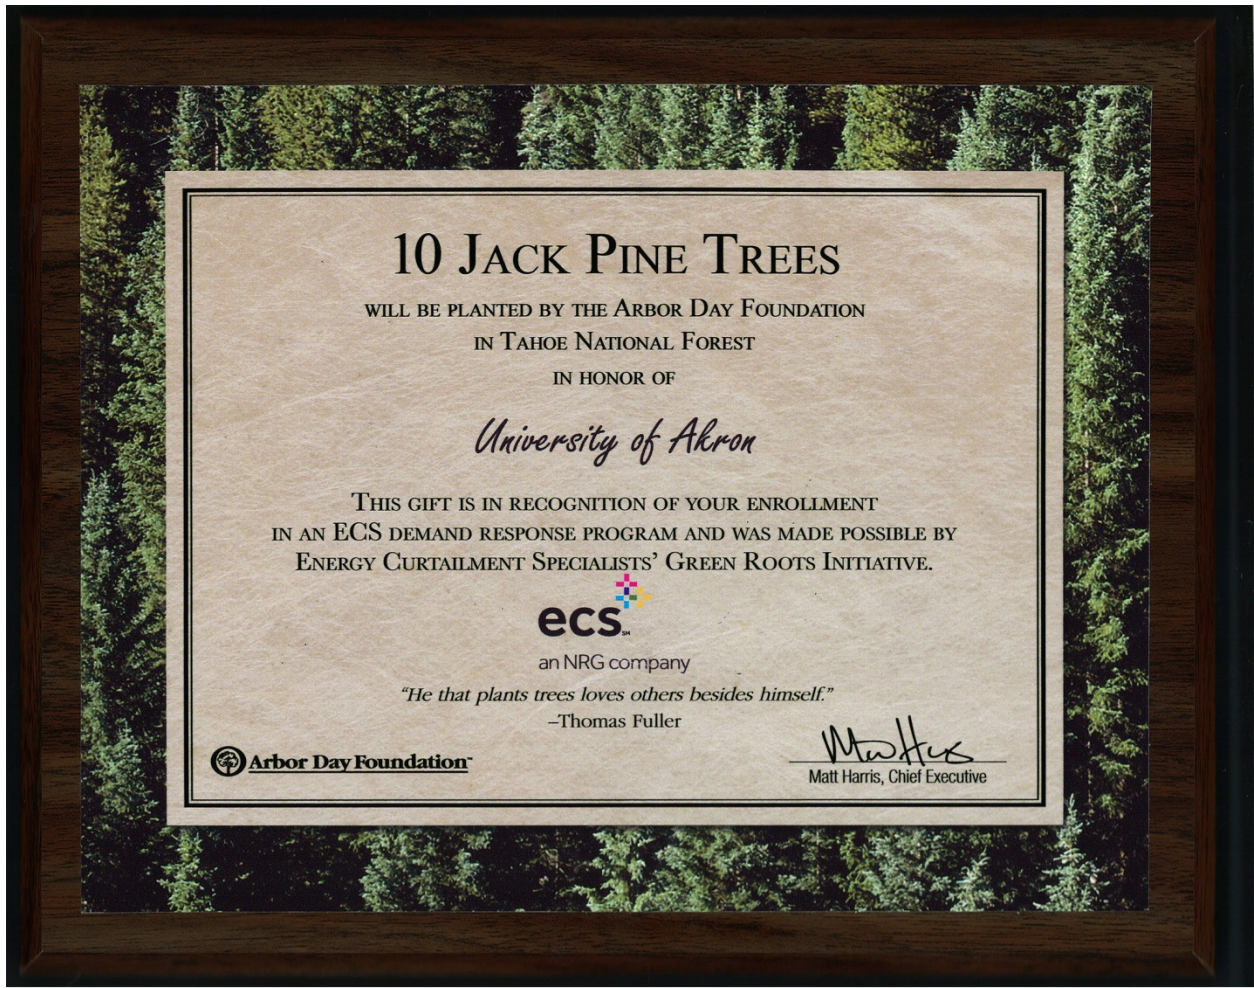 10 Jack Pine Trees
will be planted by the Arbor Day Foundation
in Tahoe National Forest
in honor of
University of Akron
This gift is in recognition of your enrollment
in an ECS demand response program and was made possible by
Energy Curtailment Specialists' Green Roots Initiative.
ecs℠
an NRG company
"He that plants trees loves others besides himself."
–Thomas Fuller
Arbor Day Foundation™
Matt Harris, Chief Executive